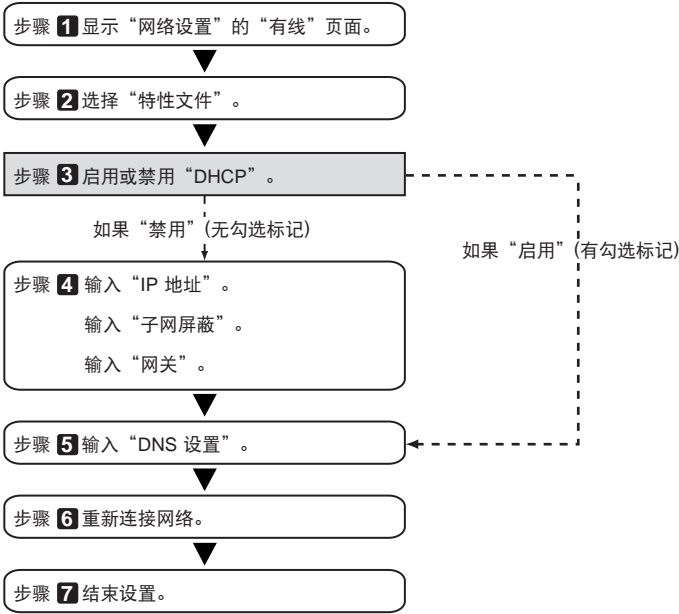 步骤 1 显示“网络设置”的“有线”页面。
步骤 2 选择“特性文件”。
步骤 3 启用或禁用“DHCP”。
如果“禁用”(无勾选标记)
如果“启用”(有勾选标记)
步骤 4 输入“IP 地址”。
输入“子网屏蔽”。
输入“网关”。
步骤 5 输入“DNS 设置”。
步骤 6 重新连接网络。
步骤 7 结束设置。